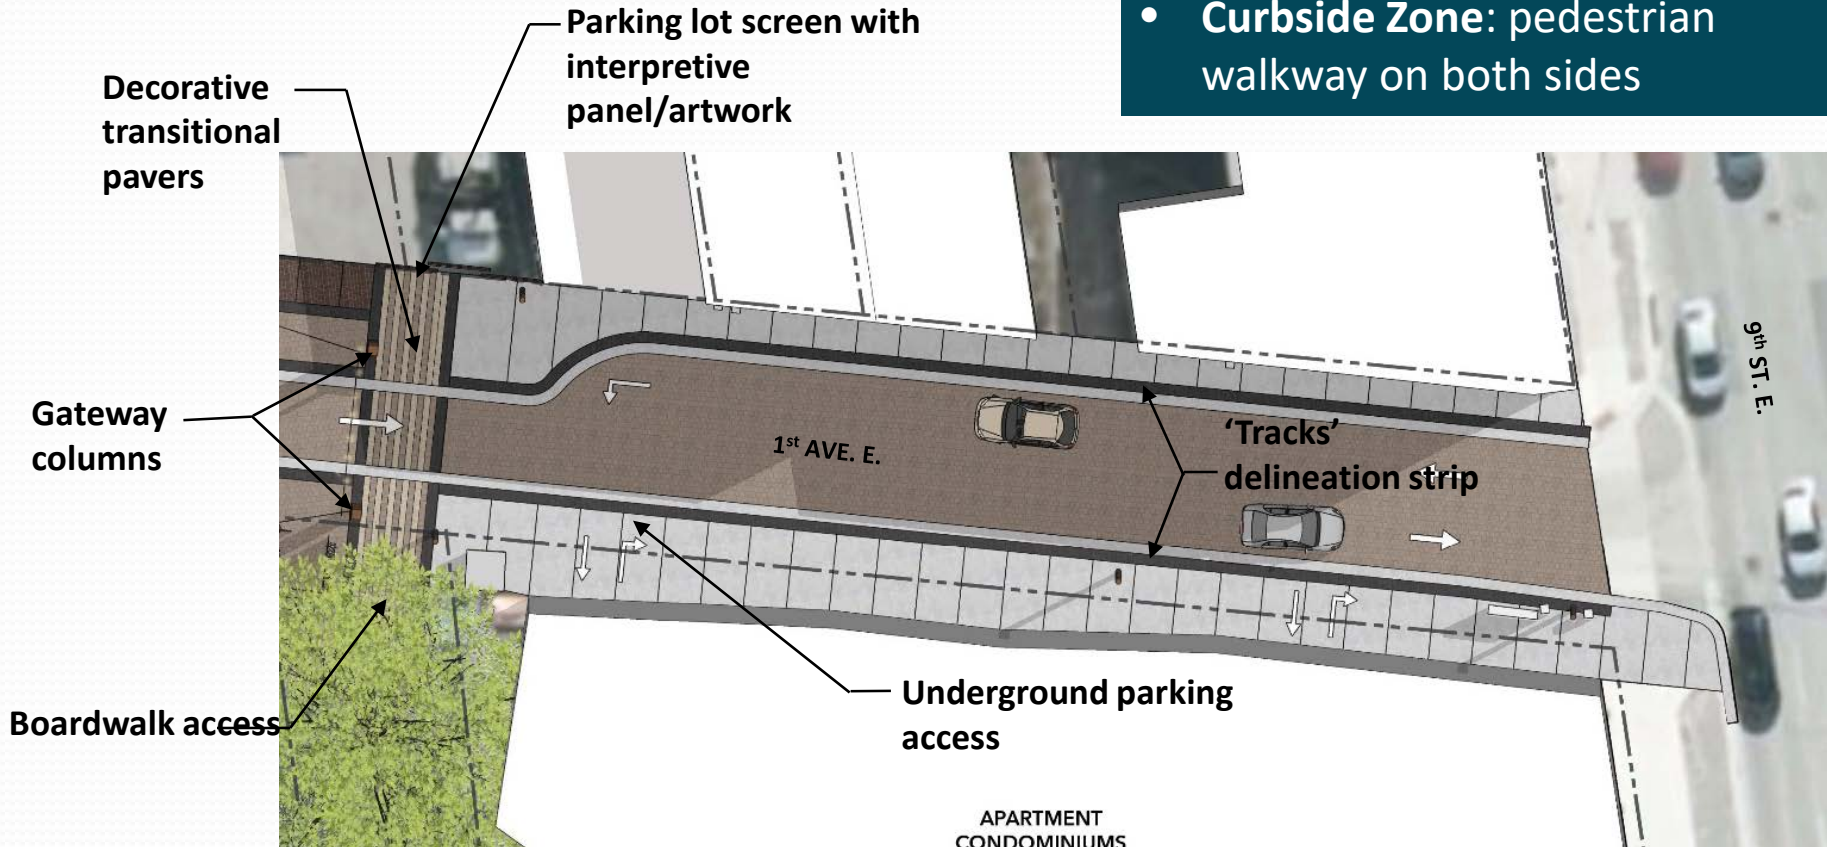 Parking lot screen with
interpretive
panel/artwork
• Curbside Zone: pedestrian
walkway on both sides
Decorative
transitional
pavers
9th ST. E.
Gateway
columns
1st AVE. E.
‘Tracks’
delineation strip
Boardwalk access
Underground parking
access
APARTMENT
CONDOMINIUMS